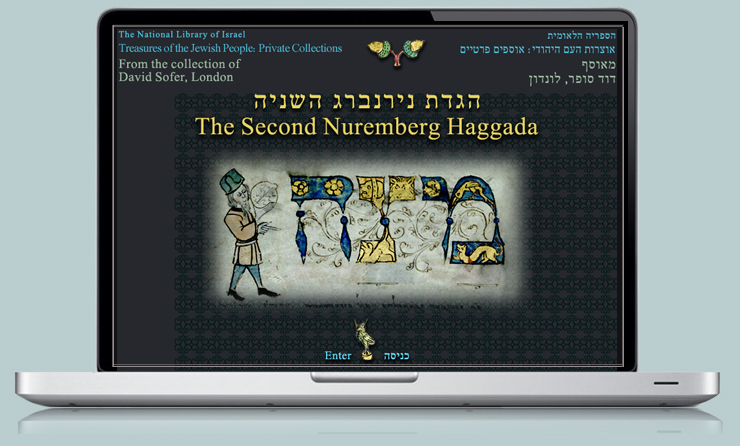 The National Library of Israel
Treasures of the Jewish People: Private Collections
From the collection of
David Sofer, London
הספריה הלאומית
אוצרות העם היהודי: אוספים פרטיים
מאוסף
דוד סופר, לונדון
הגדת נירנברג השניה
The Second Nuremberg Haggada
מצה
Enter כניסה